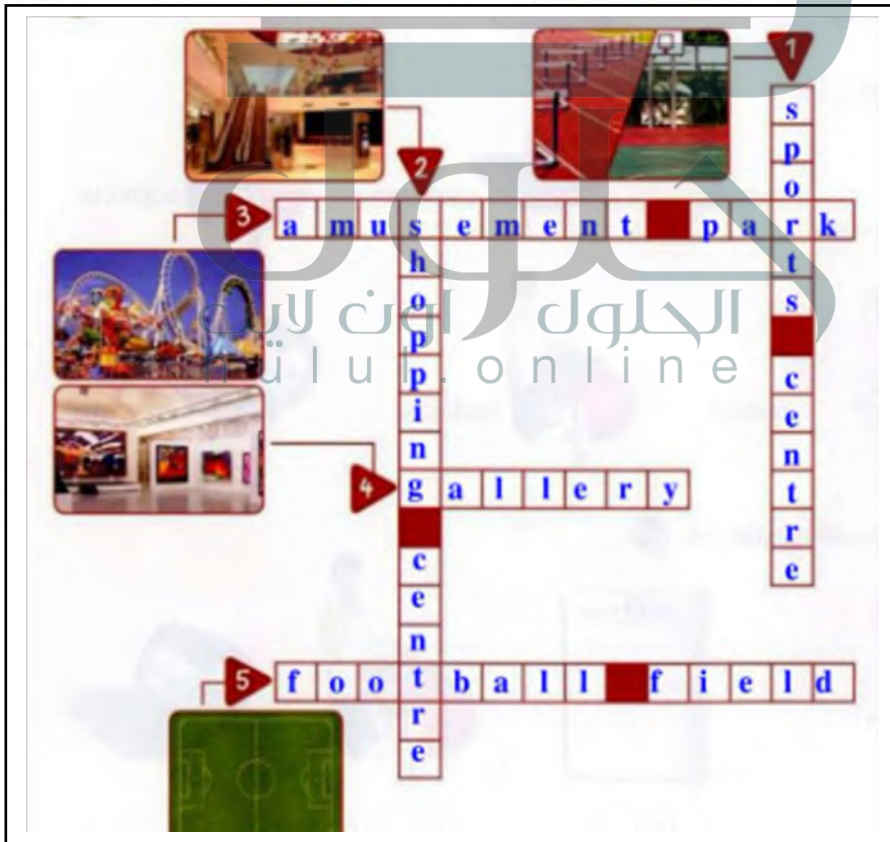 1
sports centre
2
shopping centre
3 amusement park
حلول
الحلول اون لاين
hulul.online
4 gallery
5 football field